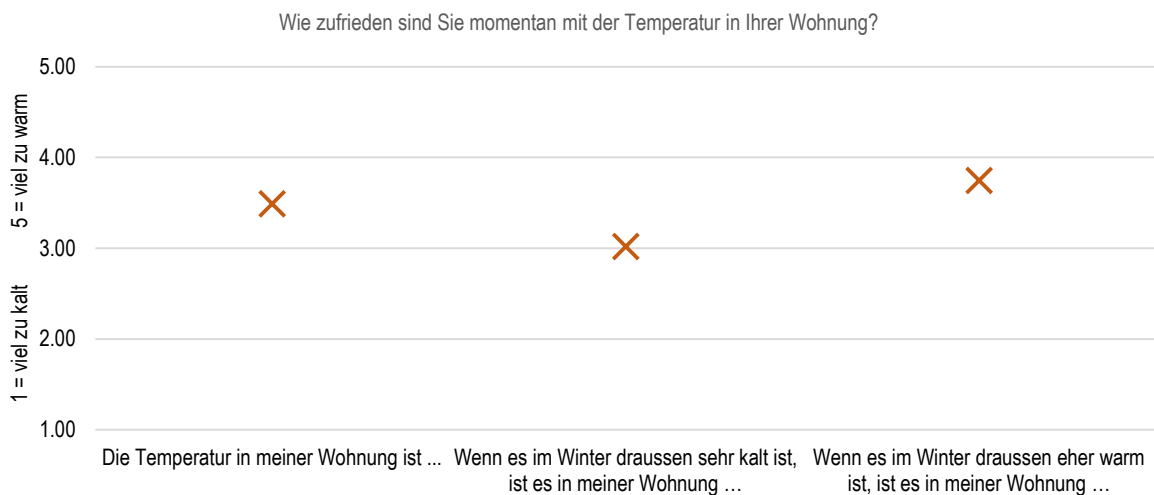 Wie zufrieden sind Sie momentan mit der Temperatur in Ihrer Wohnung?
5.00
4.00
3.00
2.00
1.00
1 = viel zu kalt 5 = viel zu warm
Die Temperatur in meiner Wohnung ist ...
Wenn es im Winter draussen sehr kalt ist,
ist es in meiner Wohnung …
Wenn es im Winter draussen eher warm
ist, ist es in meiner Wohnung …